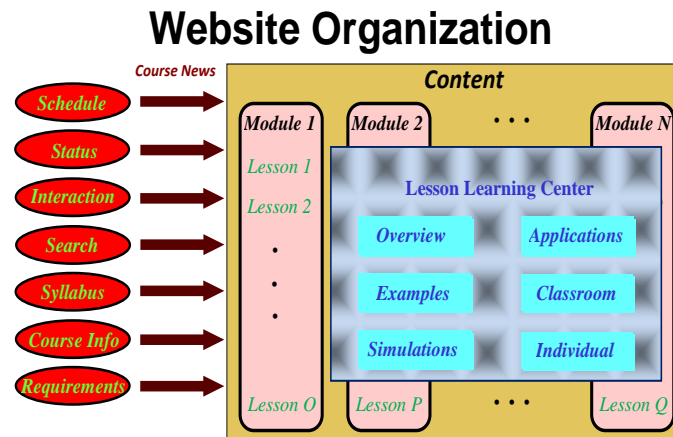 Website Organization
Course News
Content
Schedule
Status
Interaction
Search
Syllabus
Course Info
Requirements
Module 1
Lesson 1
Lesson 2
.
.
.
Lesson O
Module 2
. . .
Module N
Lesson Learning Center
Overview
Applications
Examples
Classroom
Simulations
Individual
Lesson P
. . .
Lesson Q